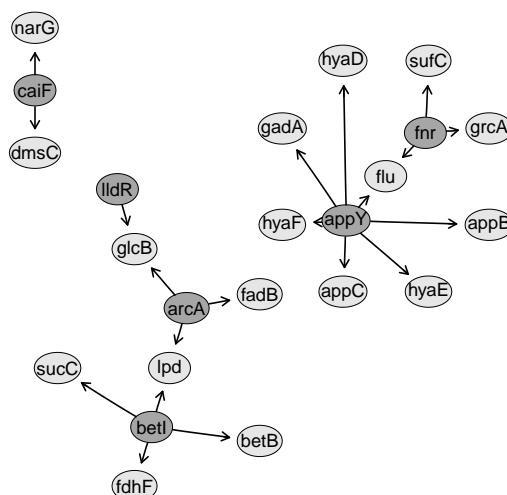 narG
caiF
dmsC
hyaD
sufC
gadA
fnr
grcA
flu
hyaF
appY
appB
appC
hyaE
lldR
glcB
arcA
fadB
sucC
lpd
betI
betB
fdhF